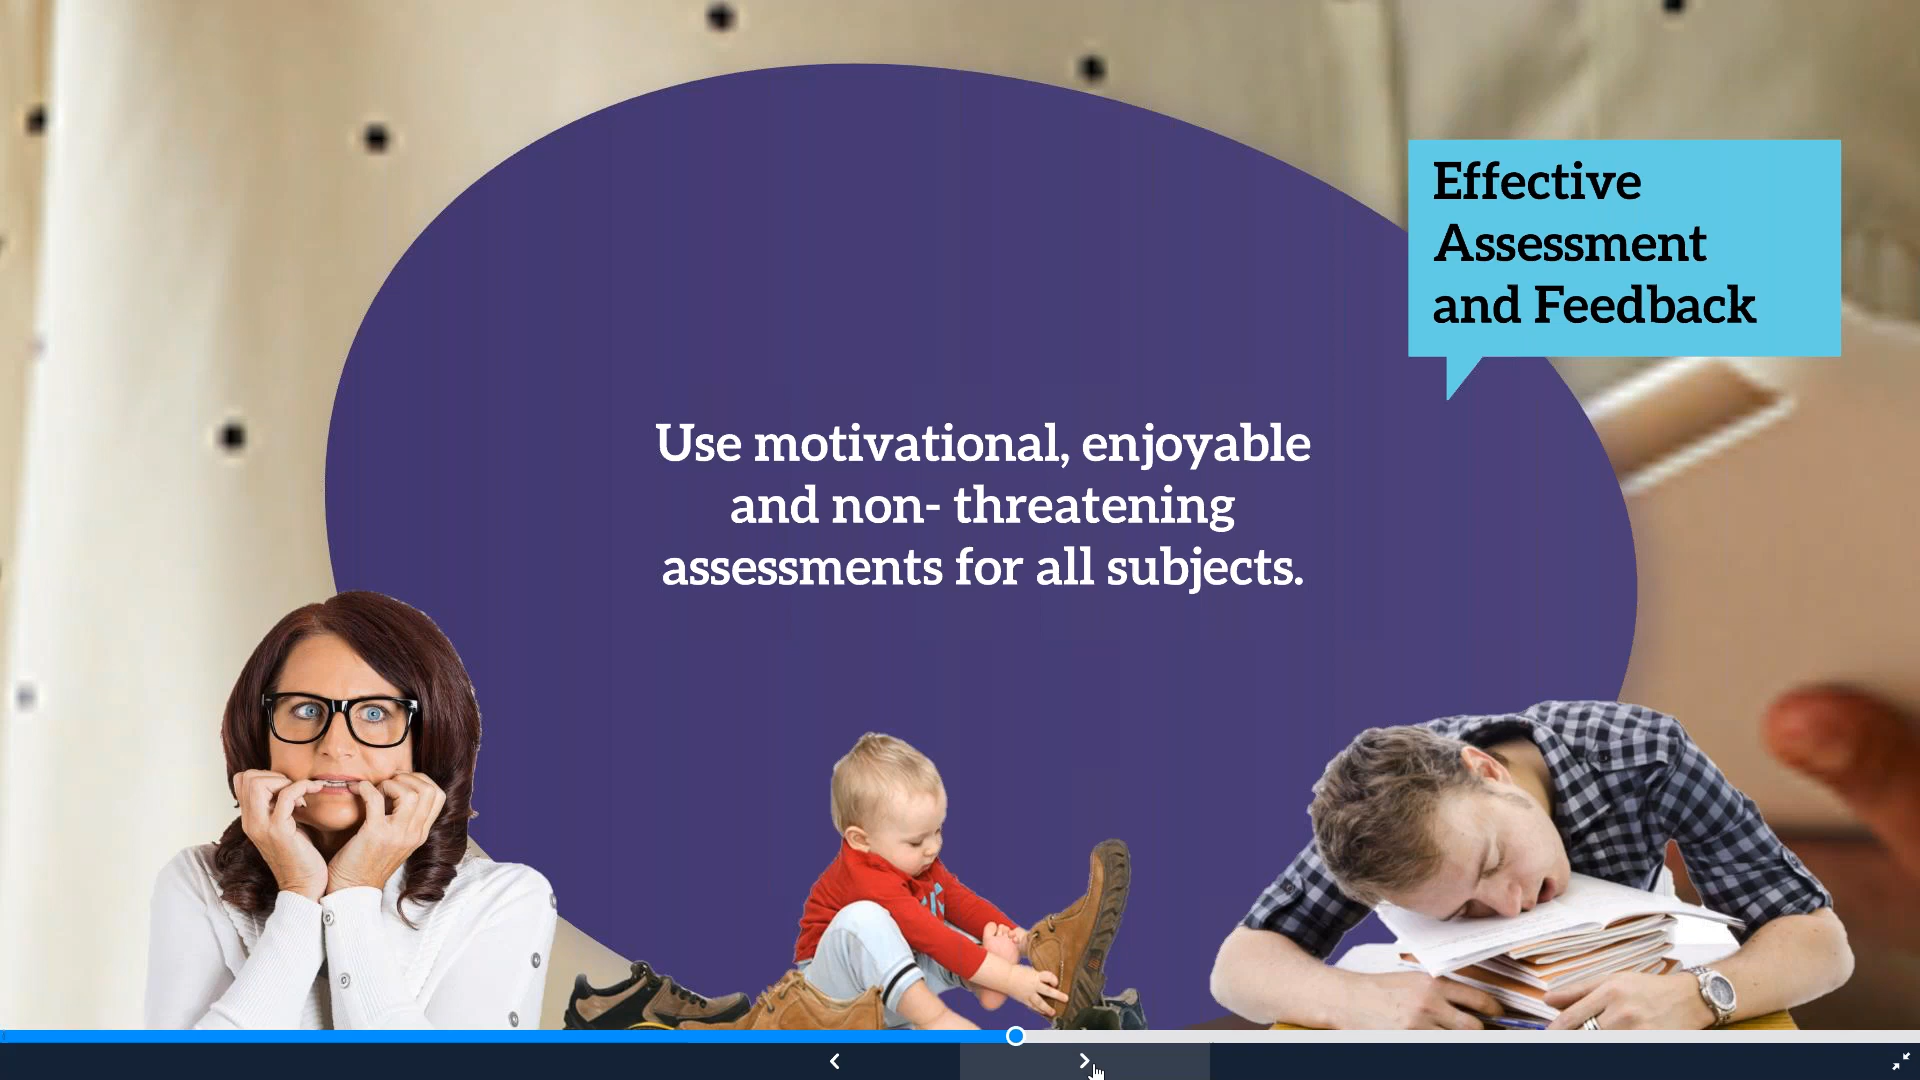 Effective
Assessment
and Feedback
Use motivational, enjoyable
and non- threatening
assessments for all subjects.